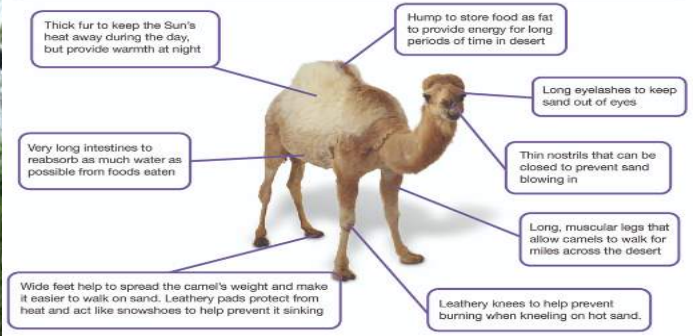 Thick fur to keep the Sun's
heat away during the day,
but provide warmth at night
Hump to store food as fat
to provide energy for long
periods of time in desert
Long eyelashes to keep
sand out of eyes
Very long intestines to
reabsorb as much water as
possible from foods eaten
Thin nostrils that can be
closed to prevent sand
blowing in
Long, muscular legs that
allow camels to walk for
miles across the desert
Wide feet help to spread the camel's weight and make
it easier to walk on sand. Leathery pads protect from
heat and act like snowshoes to help prevent it sinking
Leathery knees to help prevent
burning when kneeling on hot sand.